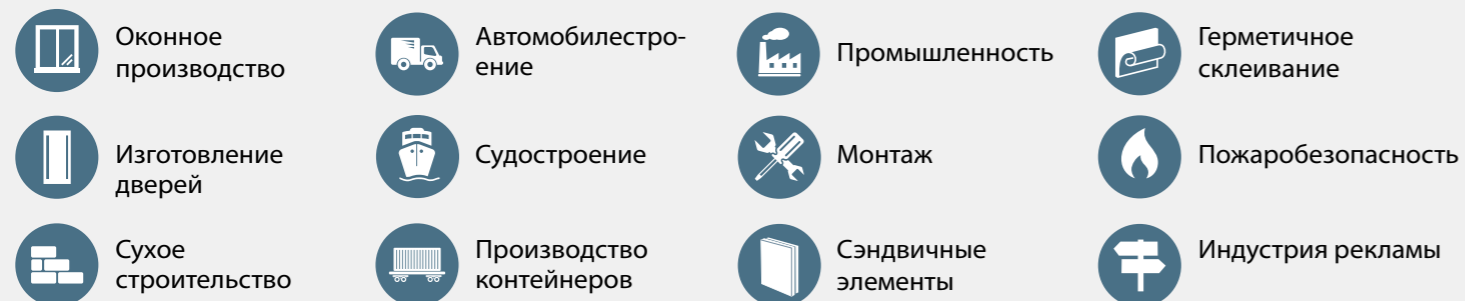 Оконное
производство
Автомобилестро-
ение
Промышленность
Герметичное
склеивание
Изготовление
дверей
Судостроение
Монтаж
Пожаробезопасность
Сухое
строительство
Производство
контейнеров
Сэндвичные
элементы
Индустрия рекламы